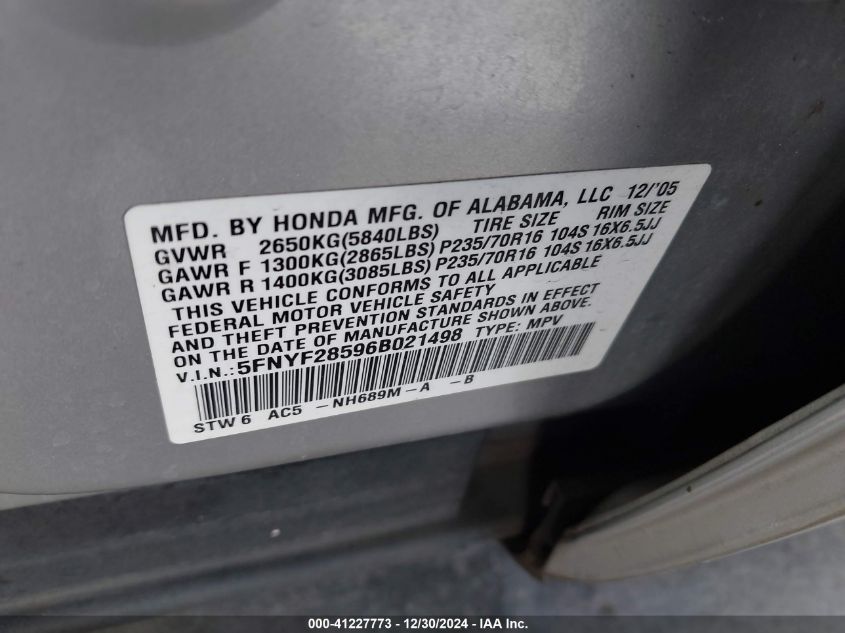 MFD. BY HONDA MFG. OF ALABAMA, LLC 12/'05
GVWR 2650KG(5840LBS) TIRE SIZE RIM SIZE
GAWR F 1300KG(2865LBS) P235/70R16 104S 16X6.5JJ
GAWR R 1400KG(3085LBS) P235/70R16 104S 16X6.5JJ
THIS VEHICLE CONFORMS TO ALL APPLICABLE
FEDERAL MOTOR VEHICLE SAFETY
AND THEFT PREVENTION STANDARDS IN EFFECT
ON THE DATE OF MANUFACTURE SHOWN ABOVE.
V.I.N.:5FNYF28596B021498 TYPE: MPV
STW 6 AC5 -NH689M-A -B
000-41227773 - 12/30/2024 - IAA Inc.